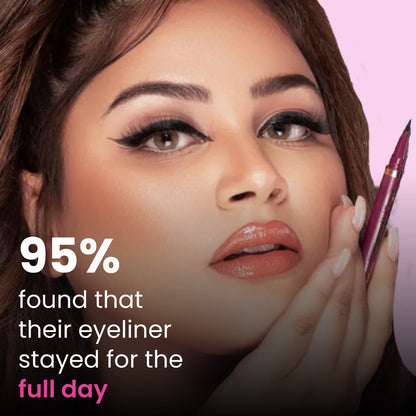 95%
found that
their eyeliner
stayed for the
full day